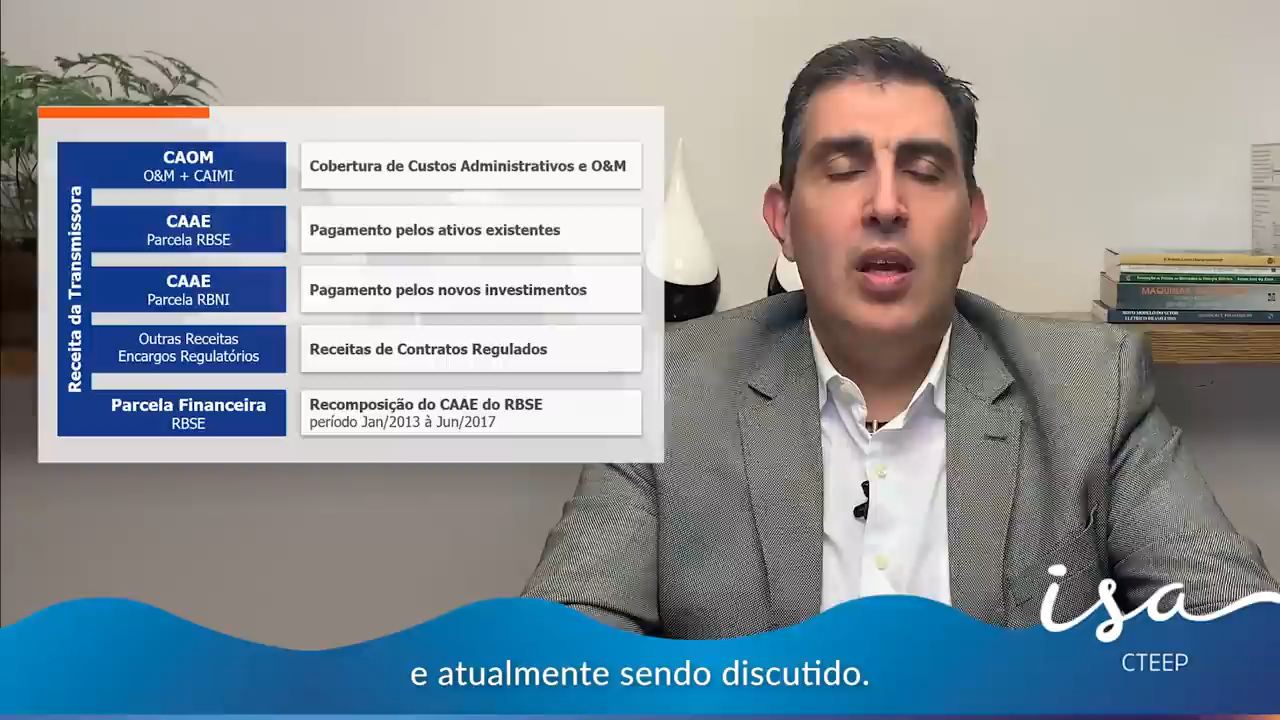 Receita da Transmissora
CAOM
O&M + CAIMI
Cobertura de Custos Administrativos e O&M
CAAE
Parcela RBSE
Pagamento pelos ativos existentes
CAAE
Parcela RBNI
Pagamento pelos novos investimentos
Outras Receitas
Encargos Regulatórios
Receitas de Contratos Regulados
Parcela Financeira
RBSE
Recomposição do CAAE do RBSE
período Jan/2013 à Jun/2017
MAQUINAS
isa
CTEEP
e atualmente sendo discutido.